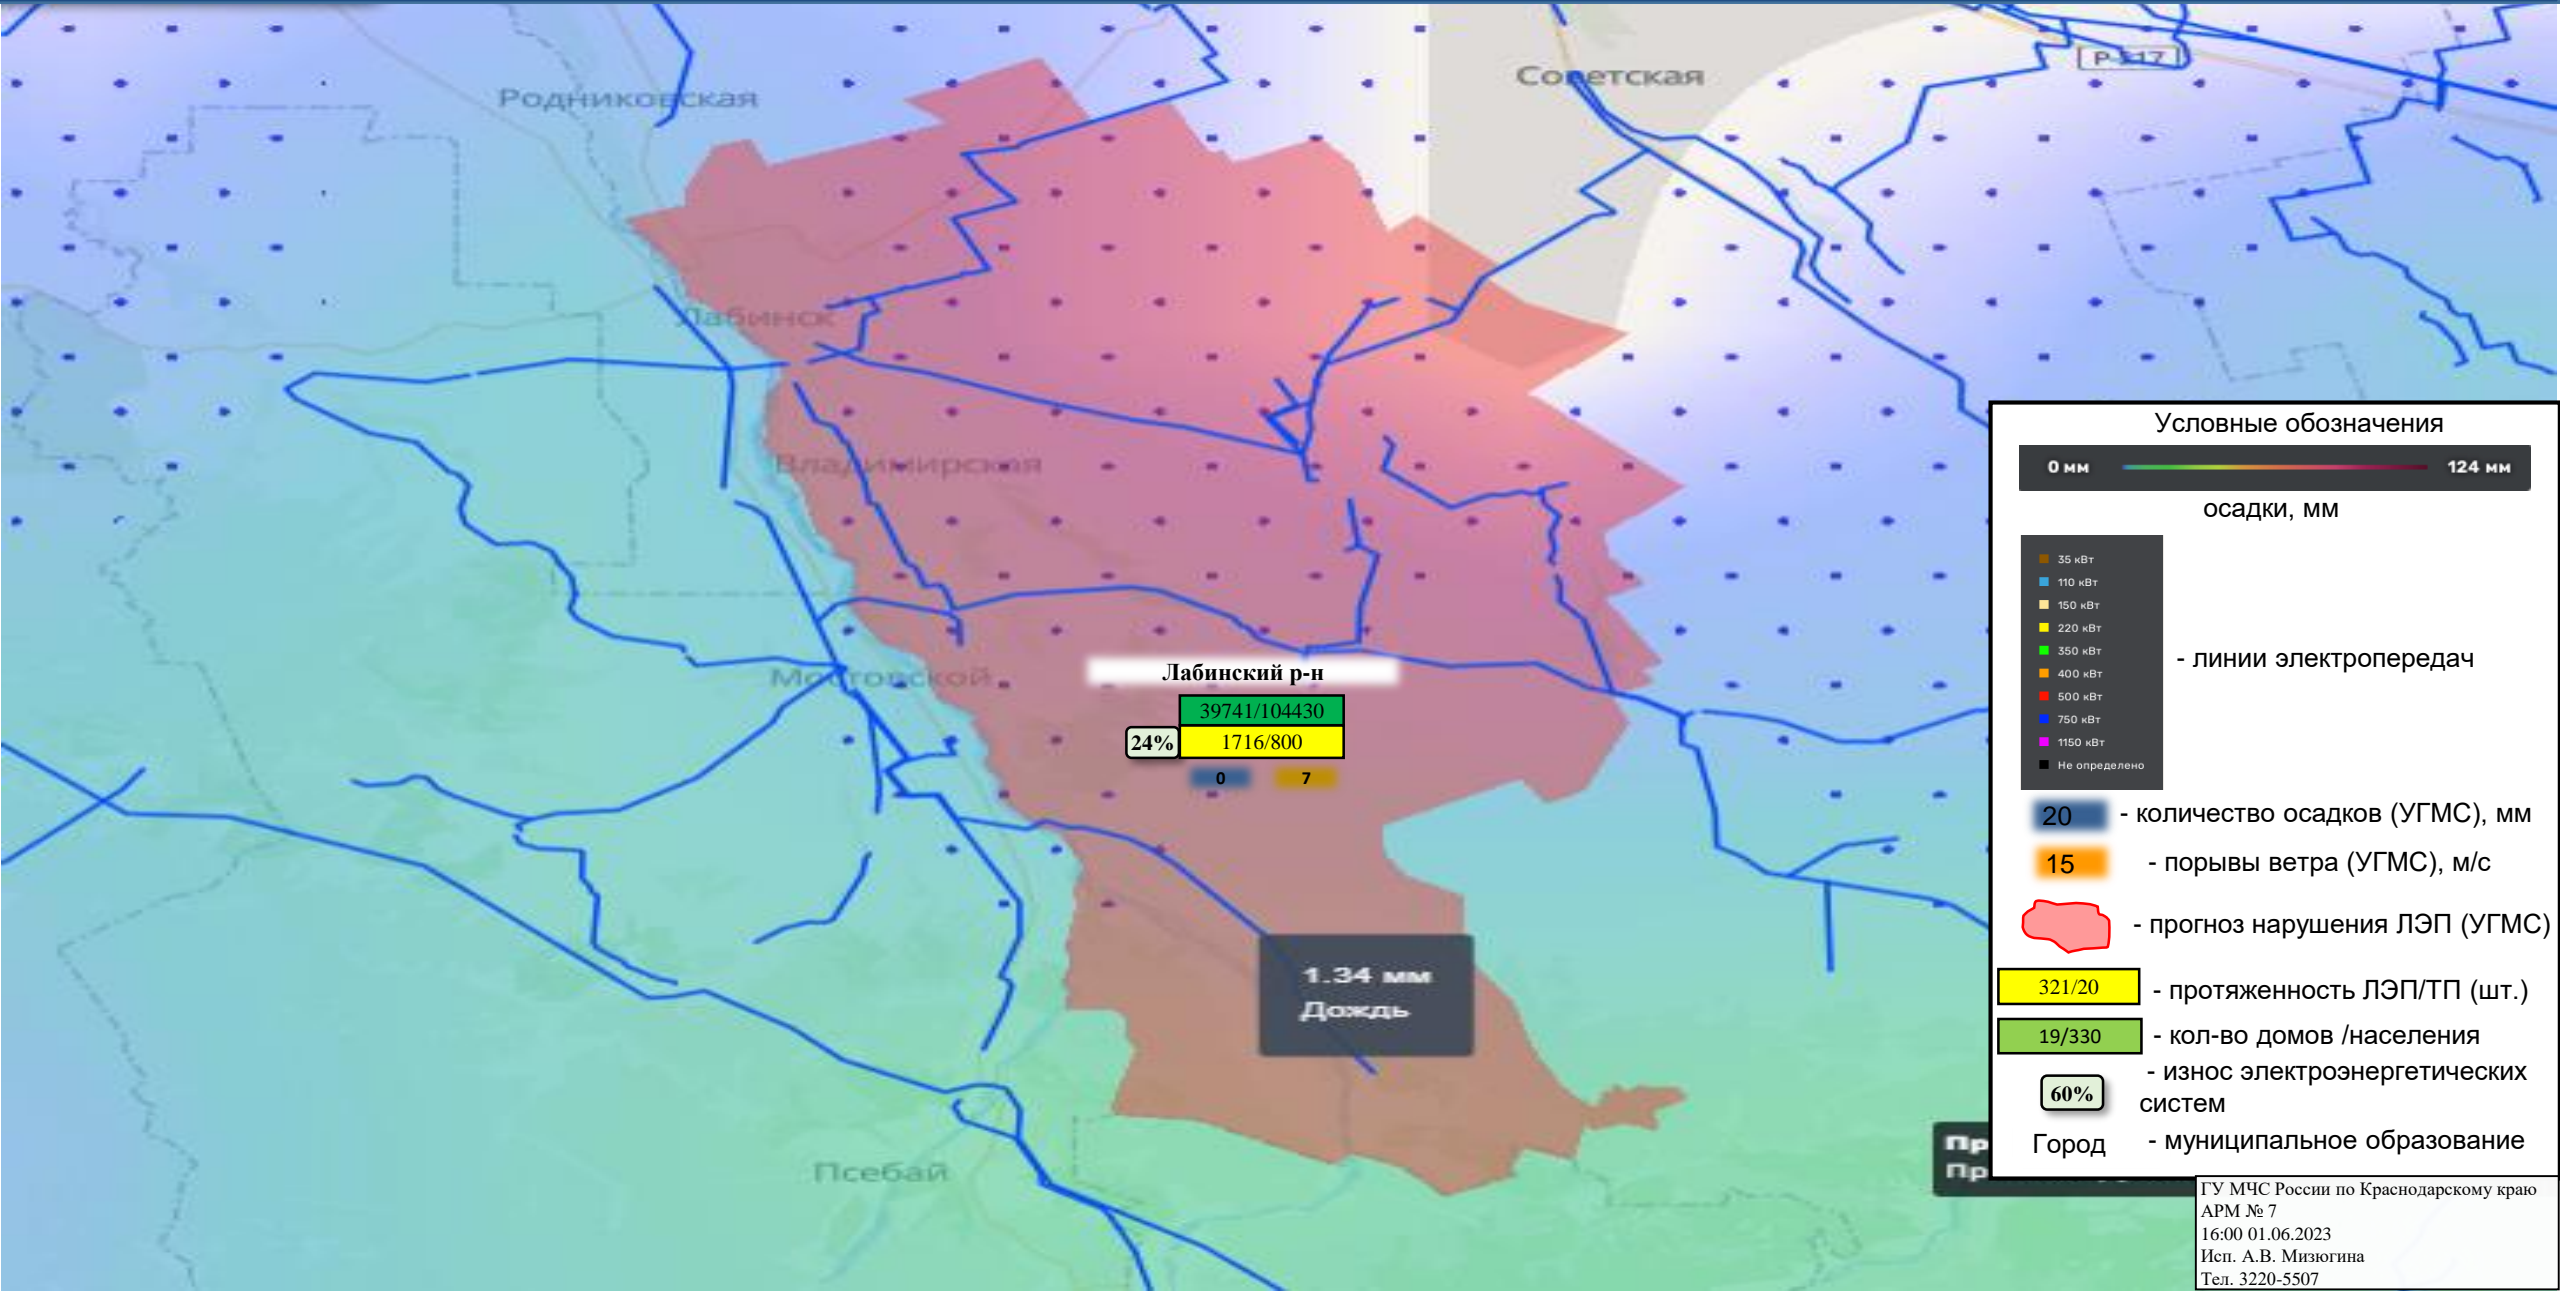 Родниковская
Советская
Р-217
Лабинск
Владимирская
Мостовской
Лабинский р-н
39741/104430
24%
1716/800
0
7
1.34 мм
Дождь
Псебай
Условные обозначения
0 мм
124 мм
осадки, мм
35 кВт
110 кВт
150 кВт
220 кВт
350 кВт
400 кВт
500 кВт
750 кВт
1150 кВт
Не определено
- линии электропередач
20
- количество осадков (УГМС), мм
15
- порывы ветра (УГМС), м/с
- прогноз нарушения ЛЭП (УГМС)
321/20
- протяженность ЛЭП/ТП (шт.)
19/330
- кол-во домов /населения
60%
- износ электроэнергетических
систем
Город
- муниципальное образование
Пр
Пр
ГУ МЧС России по Краснодарскому краю
АРМ № 7
16:00 01.06.2023
Исп. А.В. Мизюгина
Тел. 3220-5507